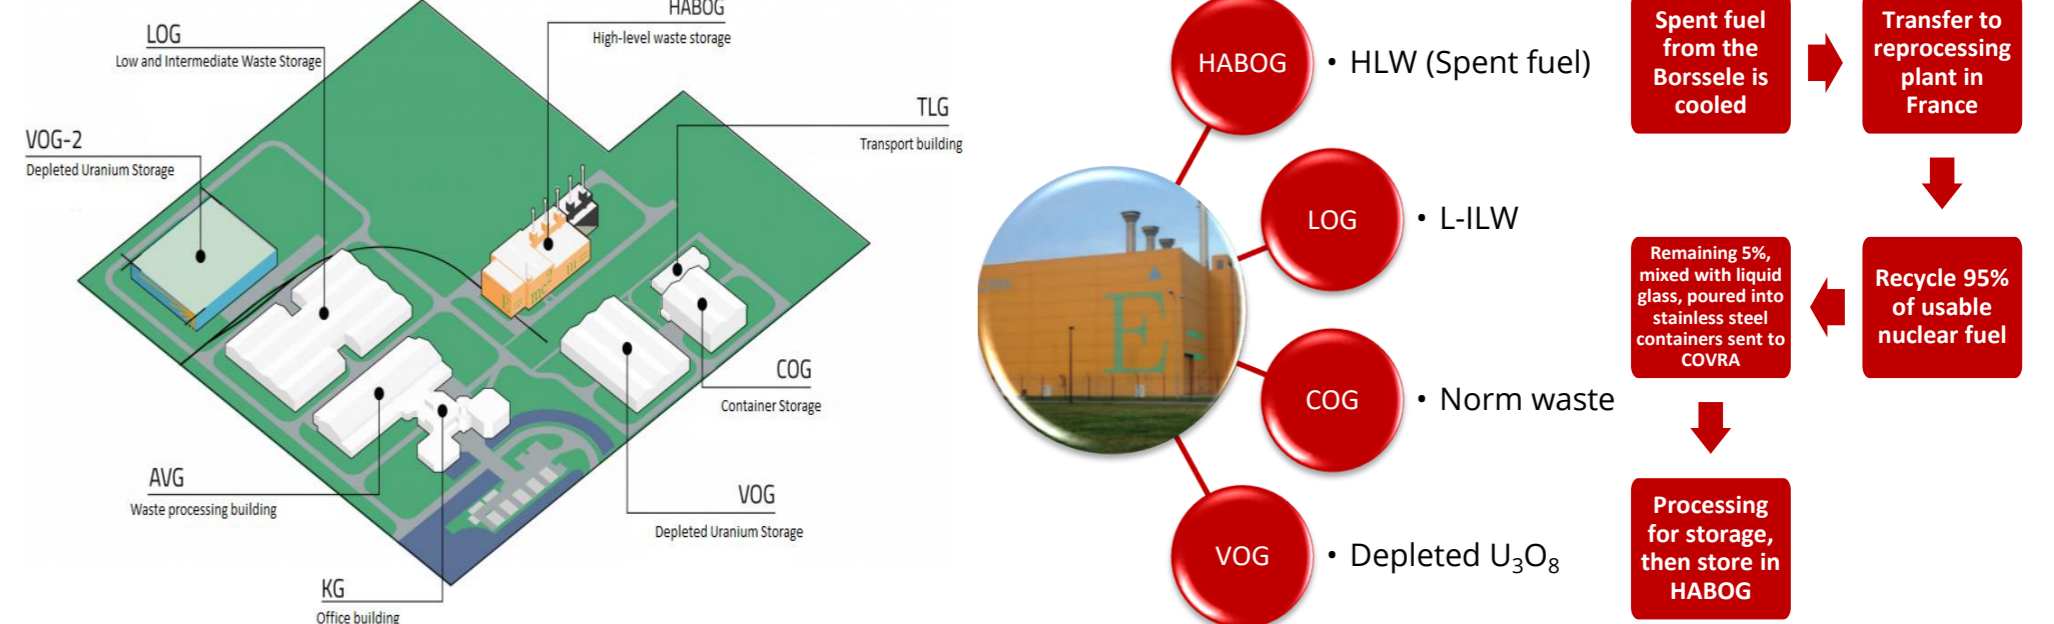 HABOG
High-level waste storage
LOG
Low and Intermediate Waste Storage
TLG
Transport building
VOG-2
Depleted Uranium Storage
COG
Container Storage
AVG
Waste processing building
VOG
Depleted Uranium Storage
KG
Office building
E
HABOG
• HLW (Spent fuel)
LOG
• L-ILW
COG
• Norm waste
VOG
• Depleted U₃O₈
Spent fuel
from the
Borssele is
cooled
Transfer to
reprocessing
plant in
France
Recycle 95%
of usable
nuclear fuel
Remaining 5%,
mixed with liquid
glass, poured into
stainless steel
containers sent to
COVRA
Processing
for storage,
then store in
HABOG